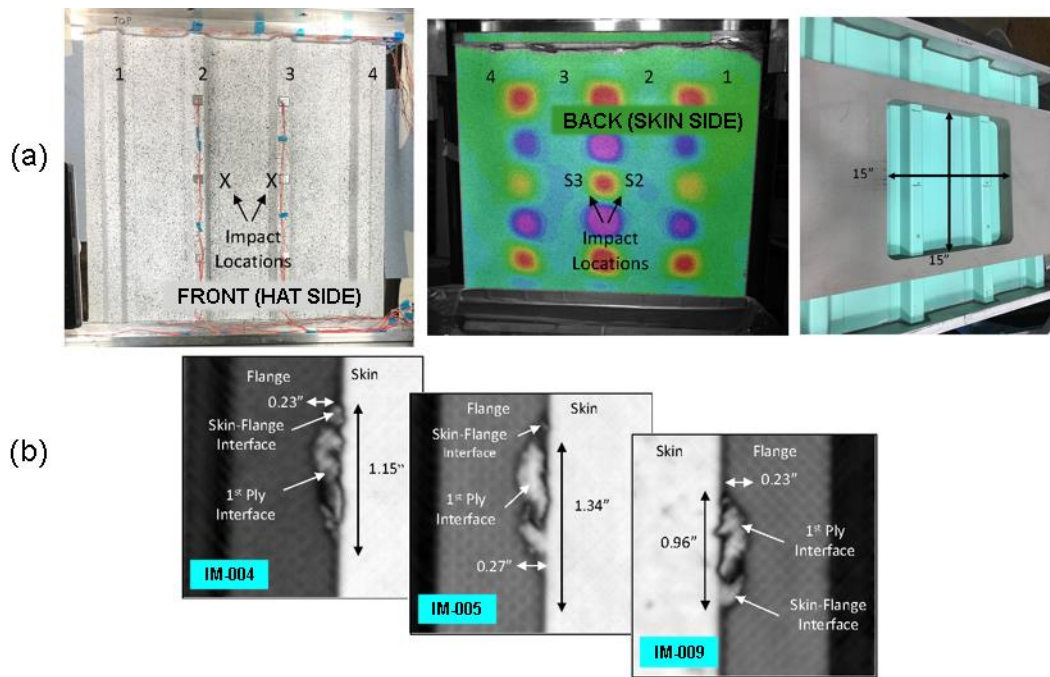 (a)
TOP
1 2 3 4
X X
Impact
Locations
FRONT (HAT SIDE)
4 3 2 1
BACK (SKIN SIDE)
S3 S2
Impact
Locations
15"
15"
(b)
Flange Skin
0.23"
Skin-Flange
Interface
1.15"
1st Ply
Interface
IM-004
Flange Skin
Skin-Flange
Interface
1st Ply
Interface
1.34"
0.27"
IM-005
Skin Flange
0.23"
0.96"
1st Ply
Interface
Skin-Flange
Interface
IM-009